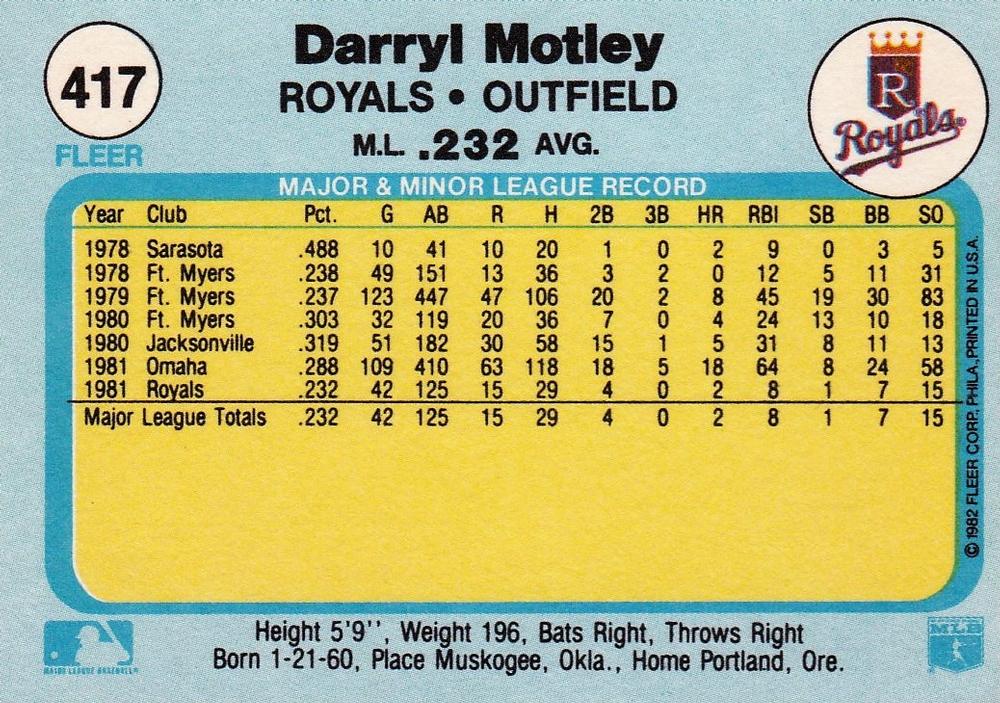 417
FLEER
Darryl Motley
ROYALS • OUTFIELD
M.L. .232 AVG.
R
Royals
MAJOR & MINOR LEAGUE RECORD
Year Club Pct. G AB R H 2B 3B HR RBI SB BB SO
1978 Sarasota .488 10 41 10 20 1 0 2 9 0 3 5
1978 Ft. Myers .238 49 151 13 36 3 2 0 12 5 11 31
1979 Ft. Myers .237 123 447 47 106 20 2 8 45 19 30 83
1980 Ft. Myers .303 32 119 20 36 7 0 4 24 13 10 18
1980 Jacksonville .319 51 182 30 58 15 1 5 31 8 11 13
1981 Omaha .288 109 410 63 118 18 5 18 64 8 24 58
1981 Royals .232 42 125 15 29 4 0 2 8 1 7 15
Major League Totals .232 42 125 15 29 4 0 2 8 1 7 15
© 1982 FLEER CORP., PHILA., PRINTED IN U.S.A.
Height 5'9'', Weight 196, Bats Right, Throws Right
Born 1-21-60, Place Muskogee, Okla., Home Portland, Ore.
MAJOR LEAGUE BASEBALL
MLB